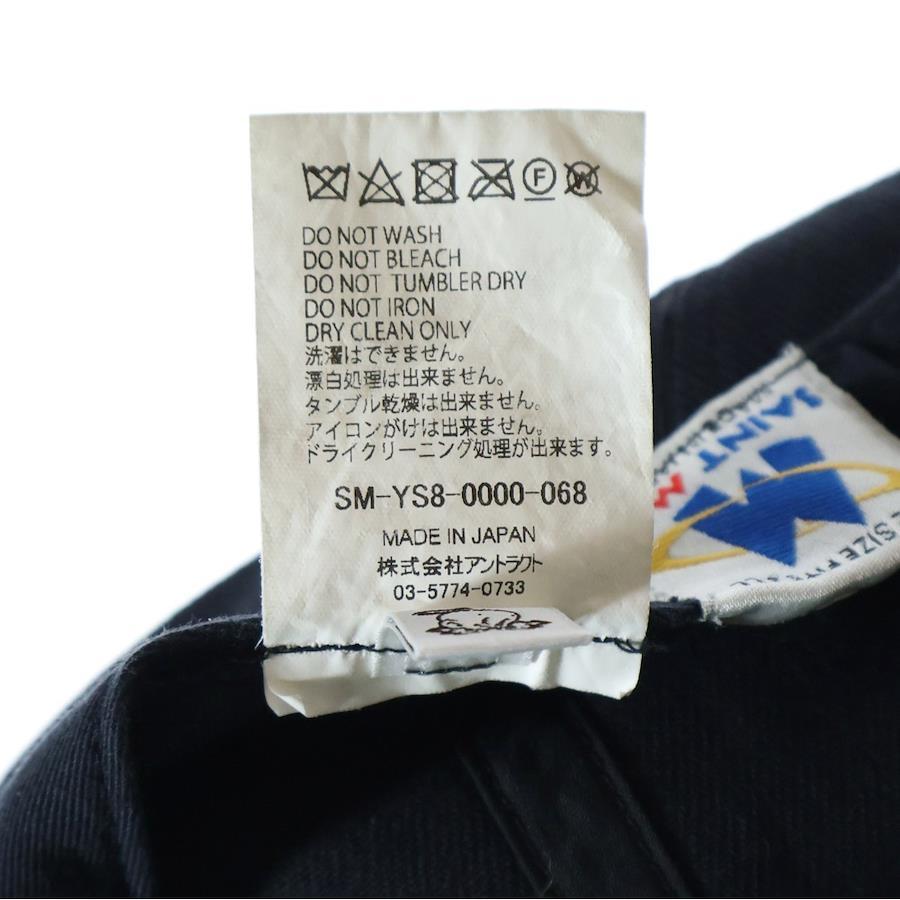 F W
DO NOT WASH
DO NOT BLEACH
DO NOT TUMBLER DRY
DO NOT IRON
DRY CLEAN ONLY
洗濯はできません。
漂白処理は出来ません。
タンブル乾燥は出来ません。
アイロンがけは出来ません。
ドライクリーニング処理が出来ます。
SM-YS8-0000-068
MADE IN JAPAN
株式会社アントラクト
03-5774-0733
SAINT M
SIZE FITS